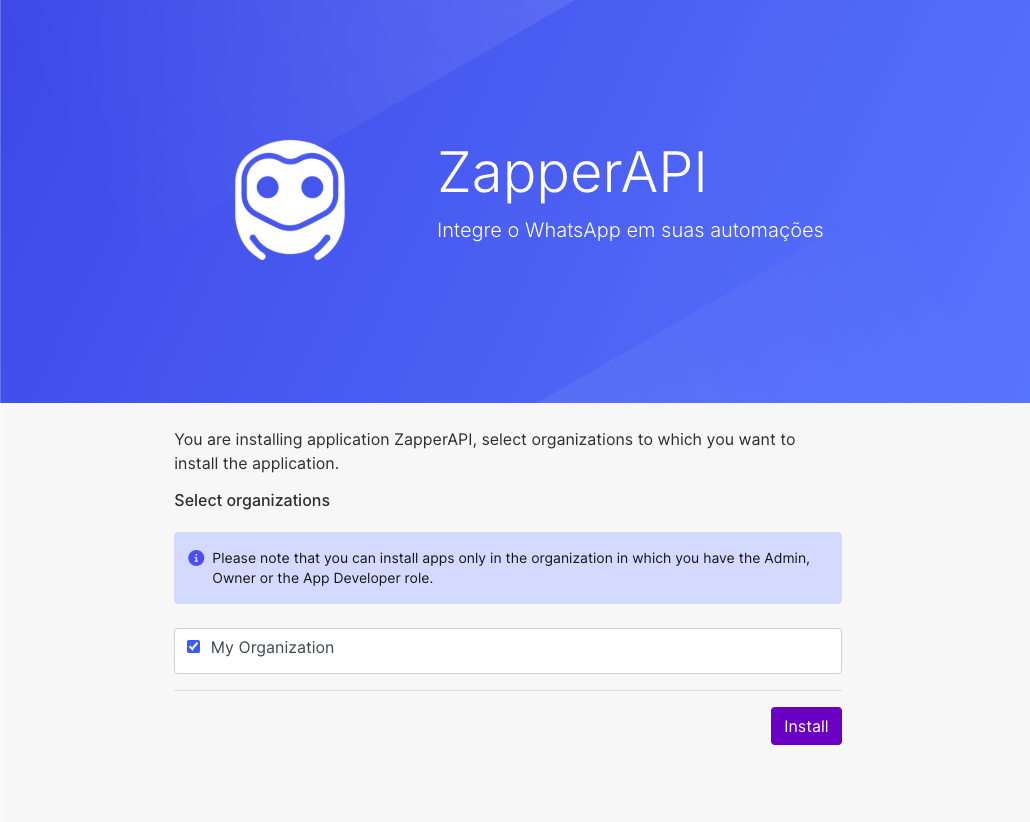 ZapperAPI
Integre o WhatsApp em suas automações
You are installing application ZapperAPI, select organizations to which you want to
install the application.
Select organizations
Please note that you can install apps only in the organization in which you have the Admin,
Owner or the App Developer role.
My Organization
Install